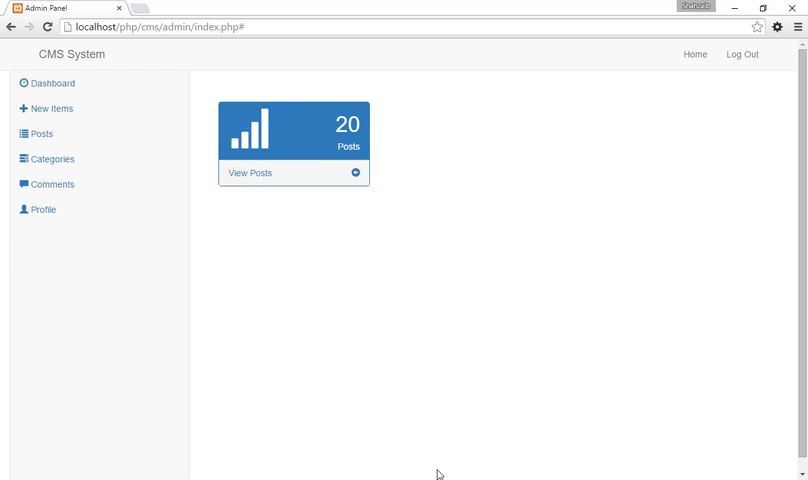 Admin Panel
Shahzaib
localhost/php/cms/admin/index.php#
CMS System
Home
Log Out
Dashboard
New Items
Posts
Categories
Comments
Profile
20
Posts
View Posts